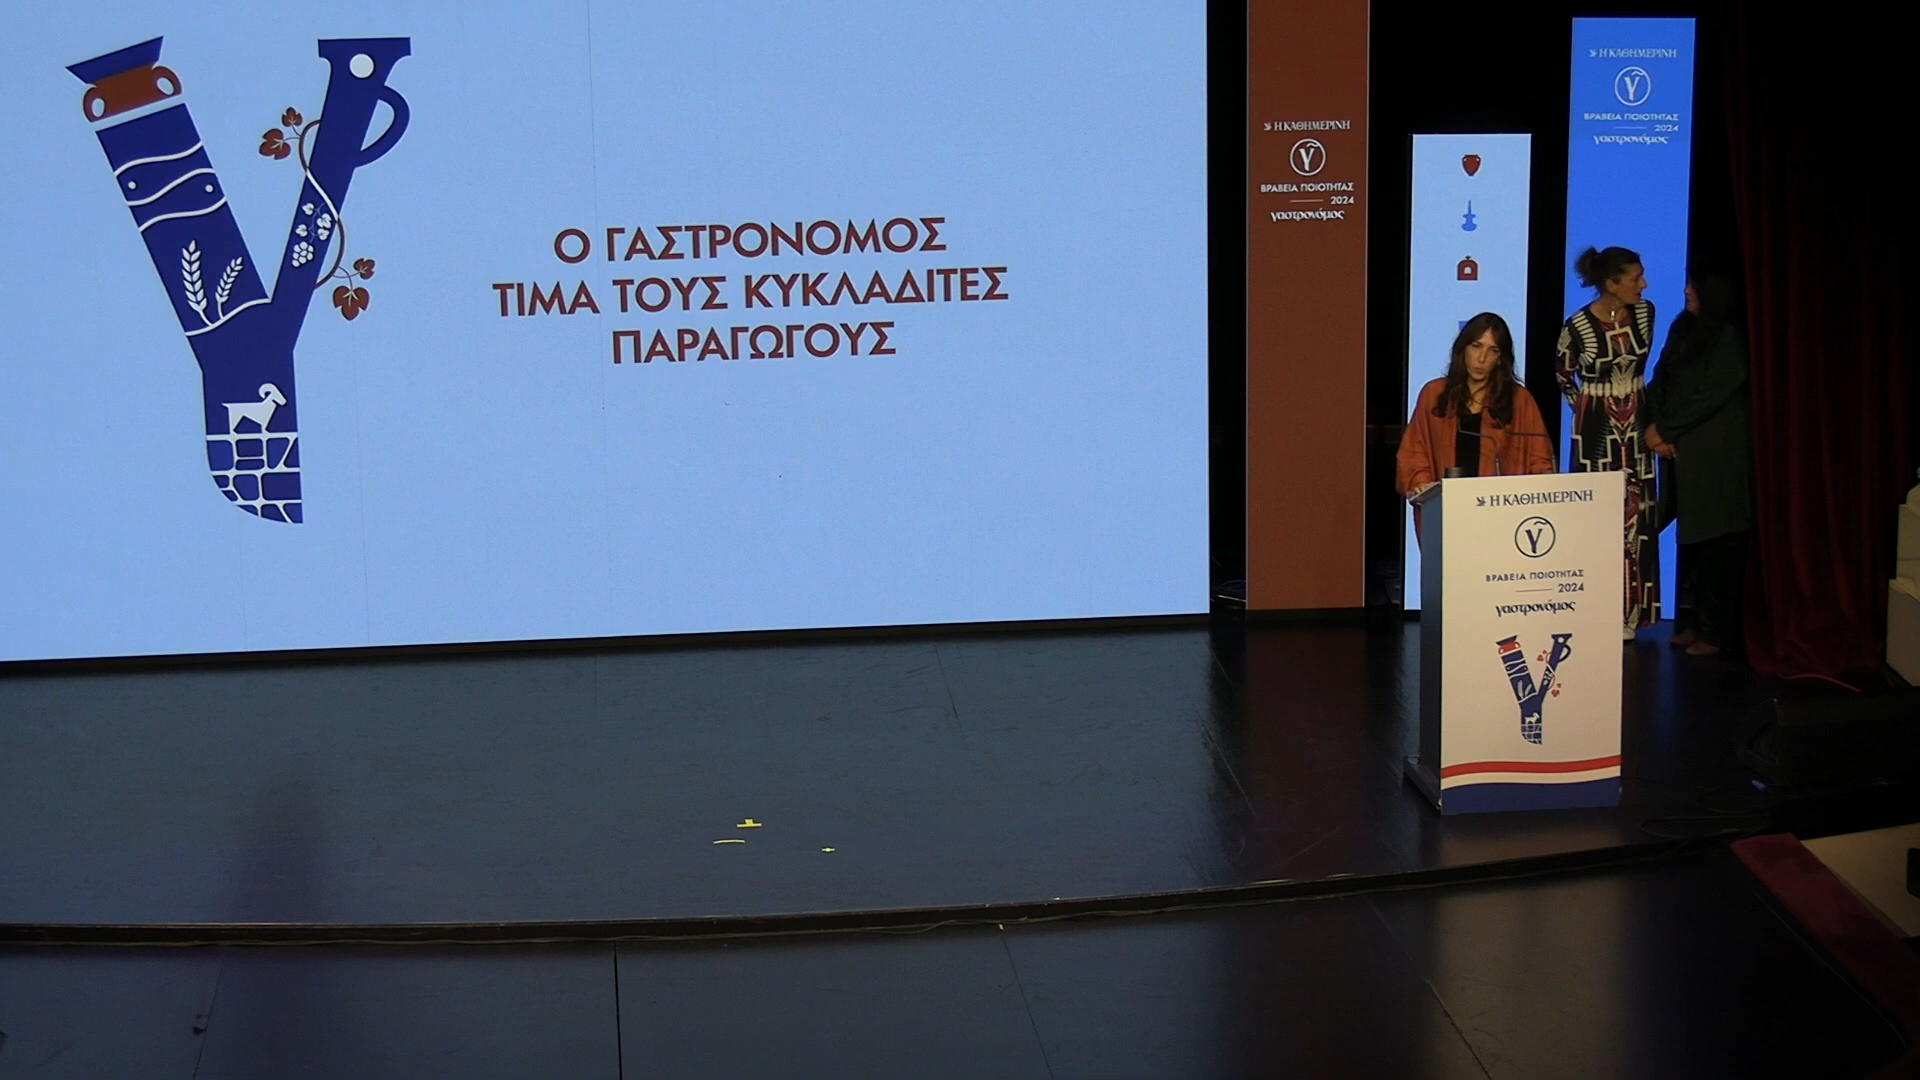 Ο ΓΑΣΤΡΟΝΟΜΟΣ
ΤΙΜΑ ΤΟΥΣ ΚΥΚΛΑΔΙΤΕΣ
ΠΑΡΑΓΩΓΟΥΣ
Η ΚΑΘΗΜΕΡΙΝΗ
γ
ΒΡΑΒΕΙΑ ΠΟΙΟΤΗΤΑΣ
2024
γαστρονόμος
Η ΚΑΘΗΜΕΡΙΝΗ
γ
ΒΡΑΒΕΙΑ ΠΟΙΟΤΗΤΑΣ
2024
γαστρονόμος
Η ΚΑΘΗΜΕΡΙΝΗ
γ
ΒΡΑΒΕΙΑ ΠΟΙΟΤΗΤΑΣ
2024
γαστρονόμος